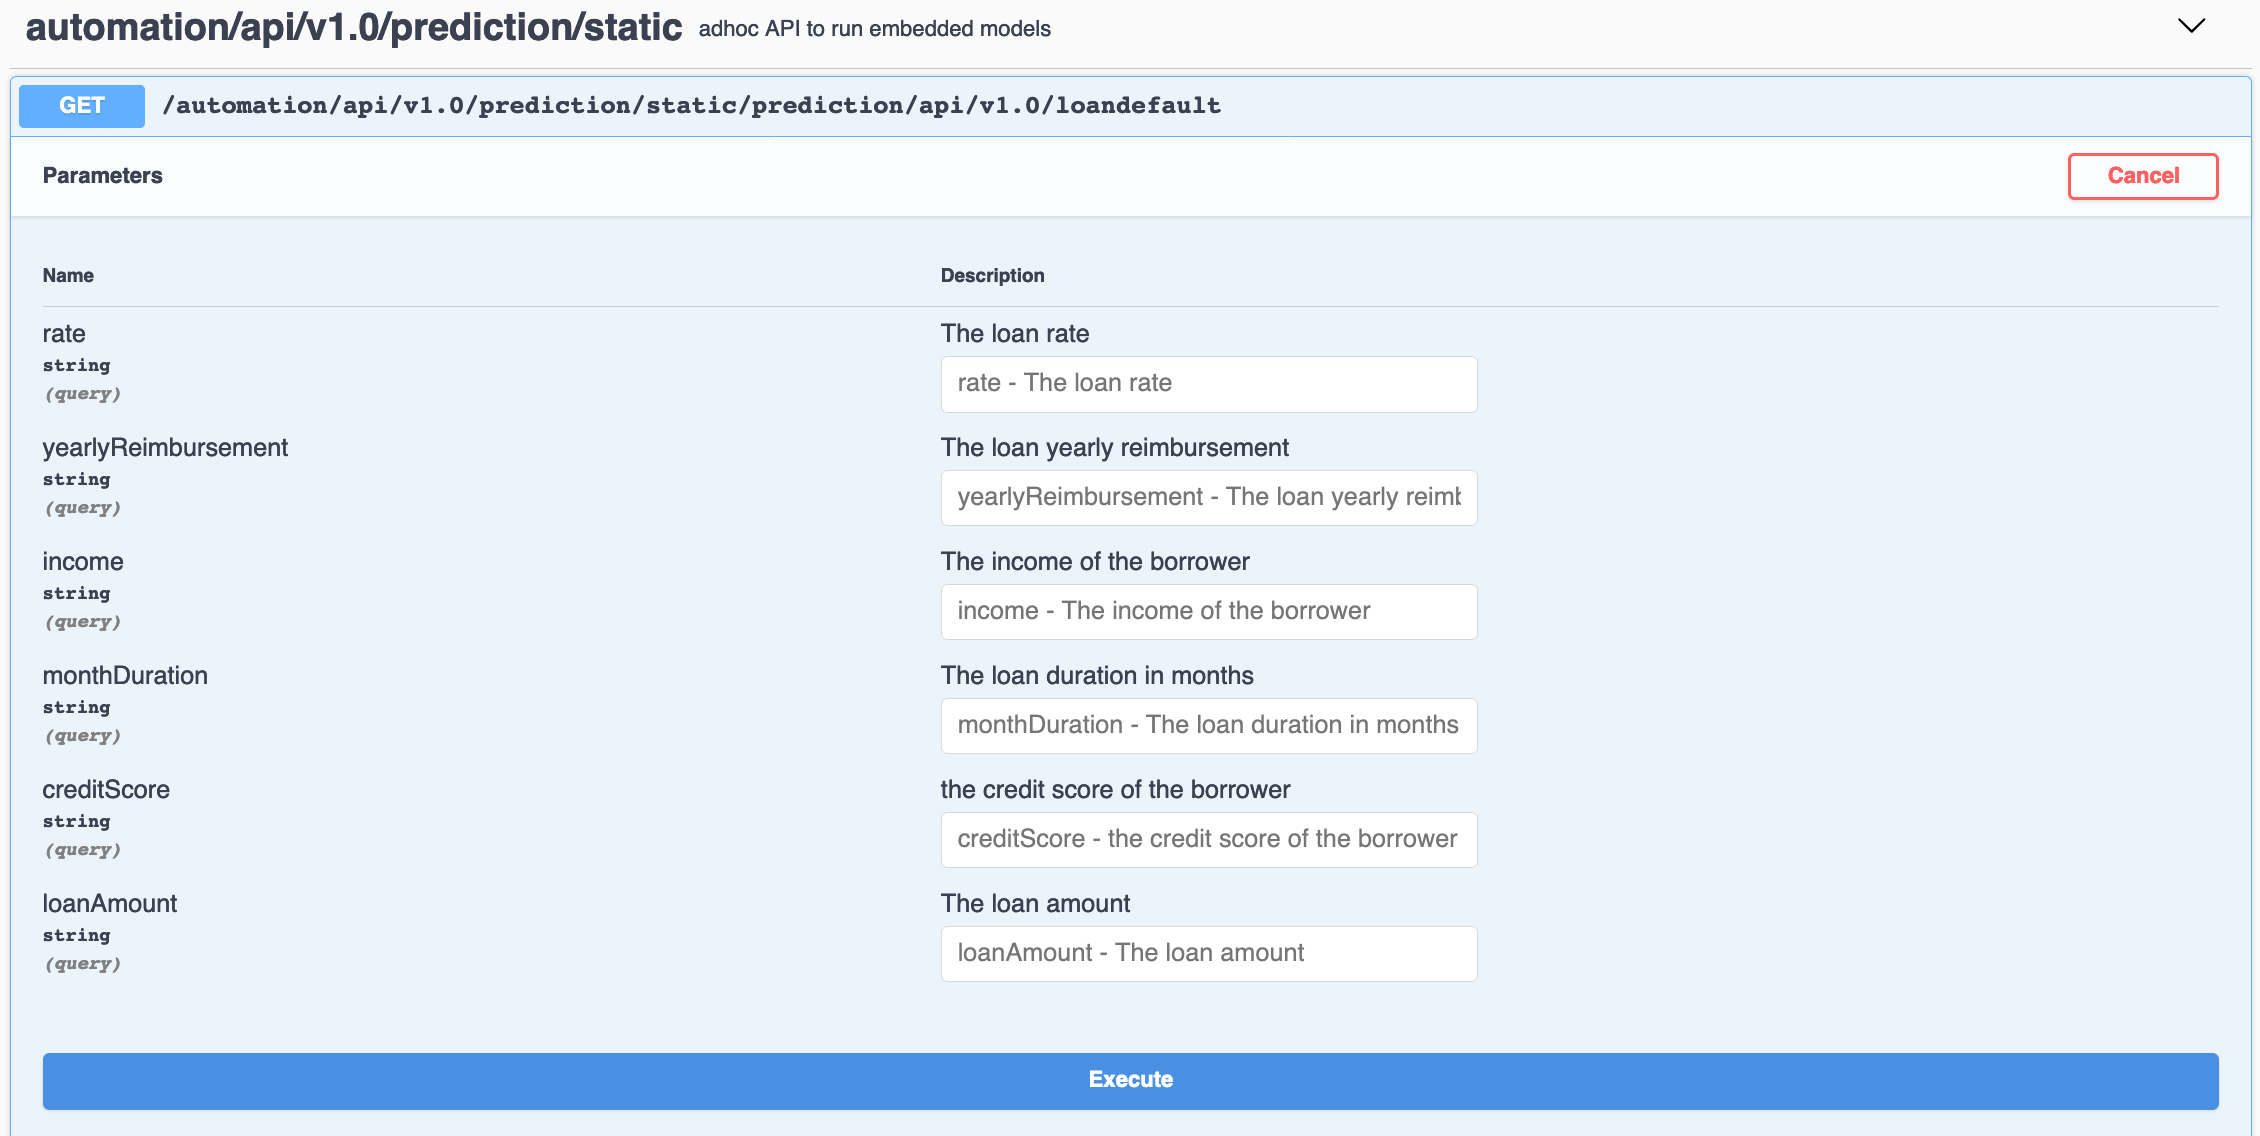 automation/api/v1.0/prediction/static adhoc API to run embedded models
GET /automation/api/v1.0/prediction/static/prediction/api/v1.0/loandefault
Parameters Cancel
Name Description
rate The loan rate
string
(query)
rate - The loan rate
yearlyReimbursement The loan yearly reimbursement
string
(query)
yearlyReimbursement - The loan yearly reimb
income The income of the borrower
string
(query)
income - The income of the borrower
monthDuration The loan duration in months
string
(query)
monthDuration - The loan duration in months
creditScore the credit score of the borrower
string
(query)
creditScore - the credit score of the borrower
loanAmount The loan amount
string
(query)
loanAmount - The loan amount
Execute